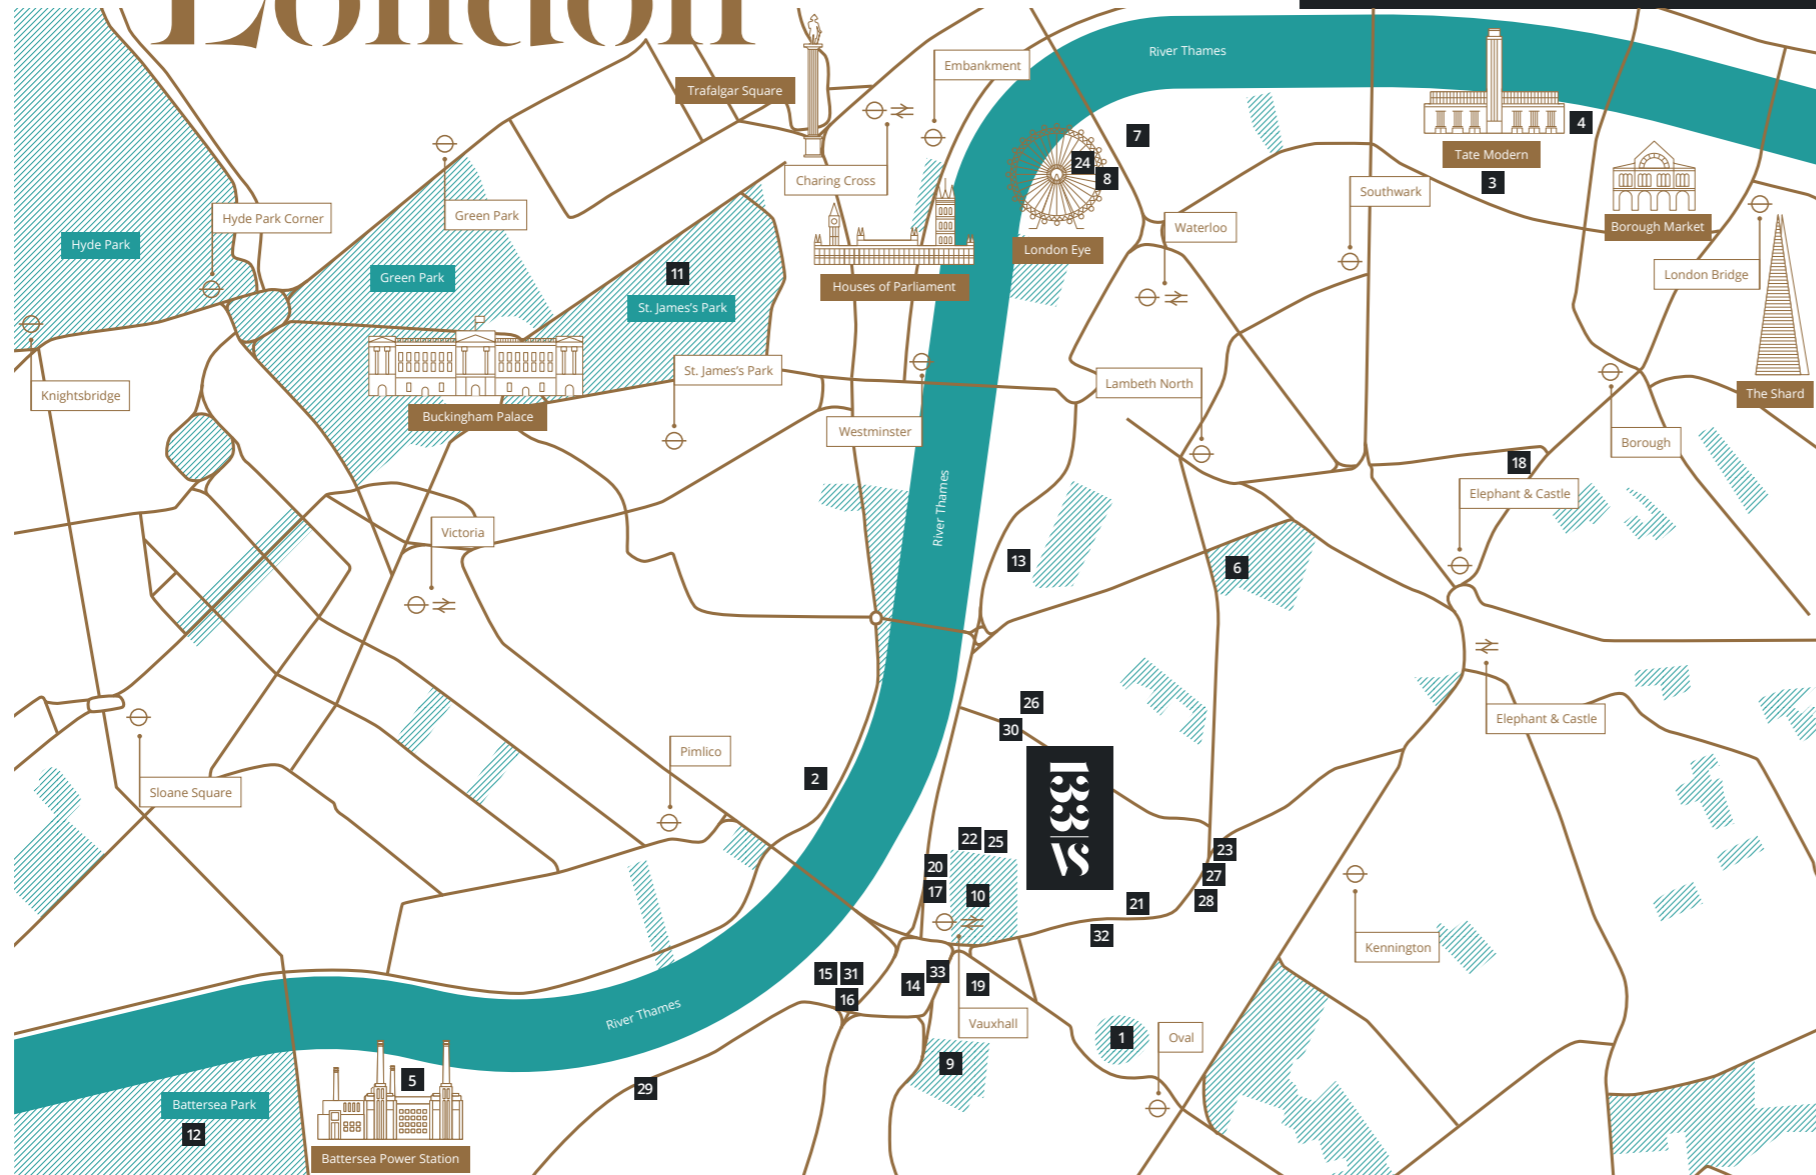 London
River Thames
Embankment
Trafalgar Square
4
7
Tate Modern
24
8
Charing Cross
3
Southwark
Green Park
Hyde Park Corner
Waterloo
Borough Market
Hyde Park
London Eye
11
Green Park
London Bridge
Houses of Parliament
St. James's Park
St. James's Park
Lambeth North
Knightsbridge
The Shard
Buckingham Palace
Westminster
Borough
18
Elephant & Castle
River Thames
Victoria
13
6
26
Elephant & Castle
30
Pimlico
2
133
VS
Sloane Square
22
25
23
20
27
17
10
28
21
32
Kennington
15
31
33
14
19
16
River Thames
Vauxhall
1
Oval
9
5
29
Battersea Park
12
Battersea Power Station